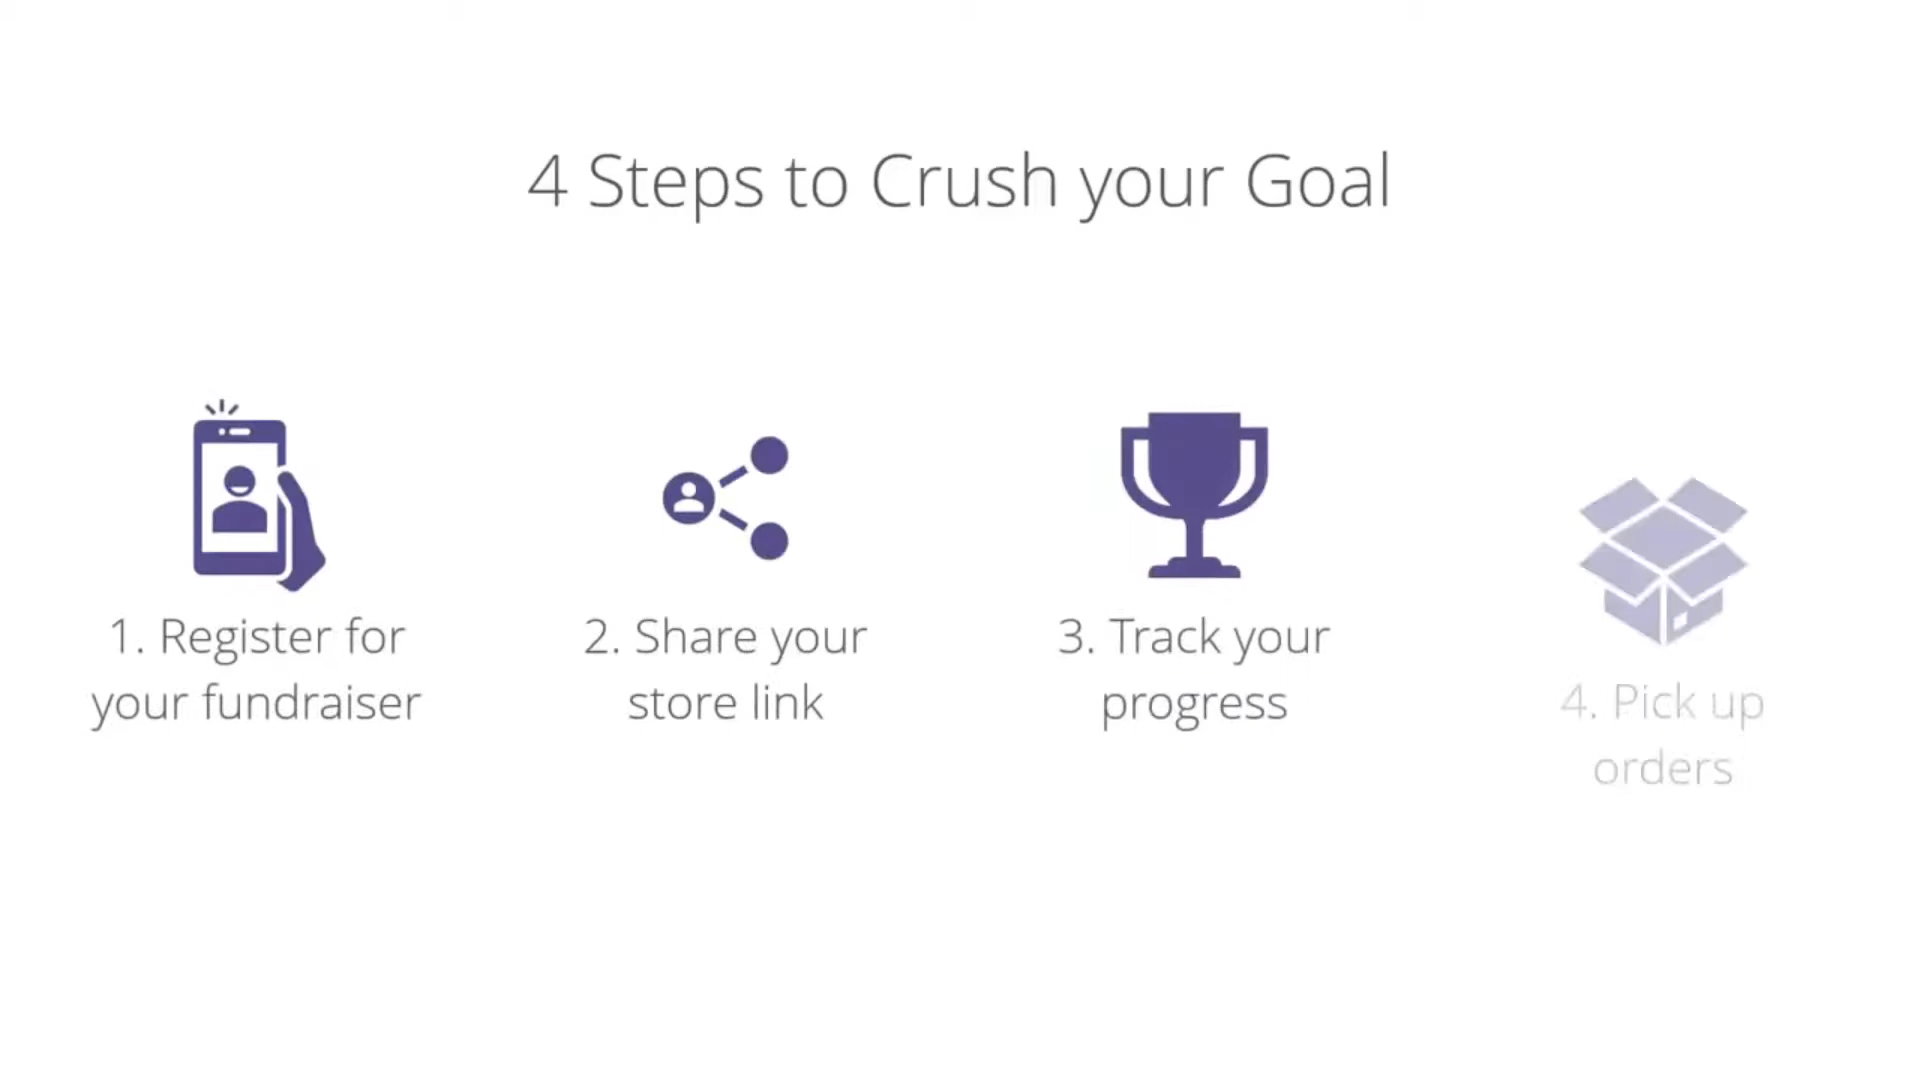 4 Steps to Crush your Goal
1. Register for
your fundraiser
2. Share your
store link
3. Track your
progress
4. Pick up
orders